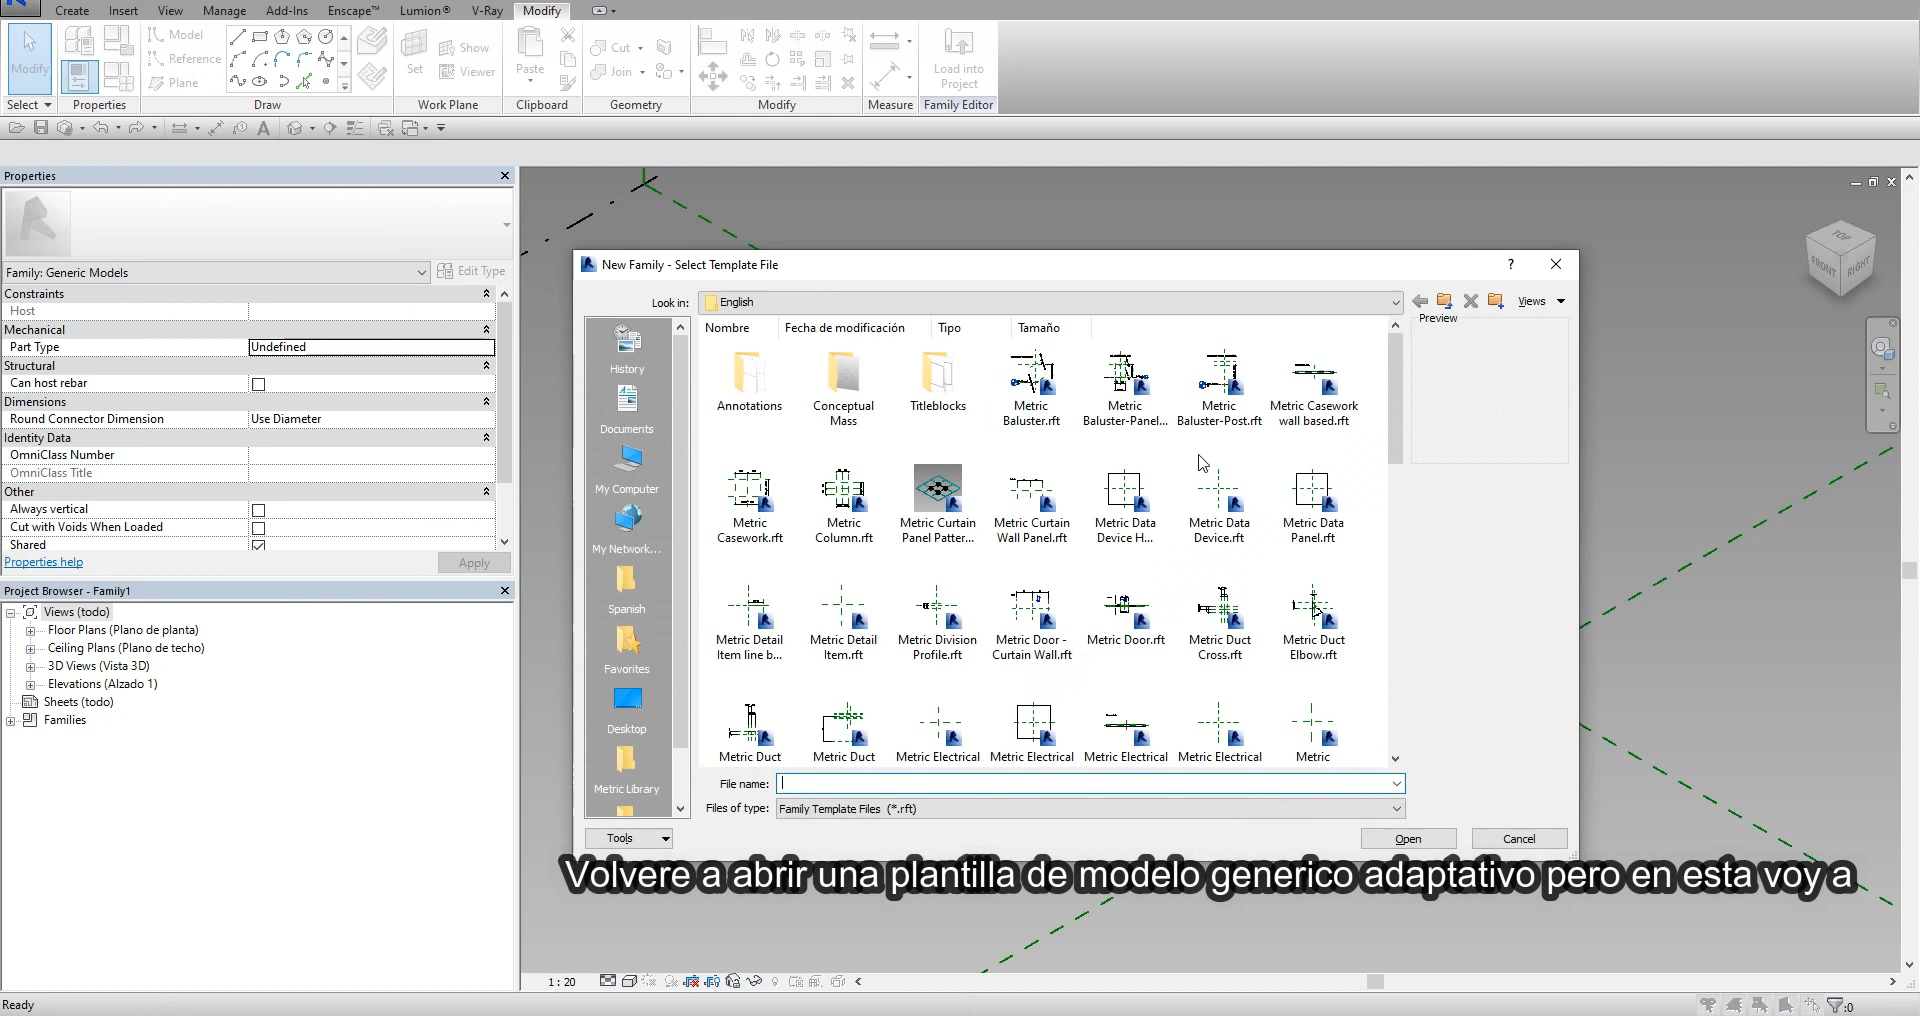 Create Insert View Manage Add-Ins Enscape™ Lumion® V-Ray Modify
Model
Reference
Plane
Set
Show
Viewer
Paste
Cut
Join
Load into
Project
Modify
Select Properties Draw Work Plane Clipboard Geometry Modify Measure Family Editor
Properties
Family: Generic Models
Edit Type
Constraints
Host
Mechanical
Part Type Undefined
Structural
Can host rebar
Dimensions
Round Connector Dimension Use Diameter
Identity Data
OmniClass Number
OmniClass Title
Other
Always vertical
Cut with Voids When Loaded
Shared
Properties help
Apply
Project Browser - Family1
Views (todo)
Floor Plans (Plano de planta)
Ceiling Plans (Plano de techo)
3D Views (Vista 3D)
Elevations (Alzado 1)
Sheets (todo)
Families
TOP
FRONT
RIGHT
New Family - Select Template File
?
Look in: English
Views
Preview
Nombre Fecha de modificación Tipo Tamaño
History
Documents
My Computer
My Network...
Spanish
Favorites
Desktop
Metric Library
Annotations
Conceptual
Mass
Titleblocks
Metric
Baluster.rft
Metric
Baluster-Panel...
Metric
Baluster-Post.rft
Metric Casework
wall based.rft
Metric
Casework.rft
Metric
Column.rft
Metric Curtain
Panel Patter...
Metric Curtain
Wall Panel.rft
Metric Data
Device H...
Metric Data
Device.rft
Metric Data
Panel.rft
Metric Detail
Item line b...
Metric Detail
Item.rft
Metric Division
Profile.rft
Metric Door -
Curtain Wall.rft
Metric Door.rft
Metric Duct
Cross.rft
Metric Duct
Elbow.rft
Metric Duct
Metric Duct
Metric Electrical
Metric Electrical
Metric Electrical
Metric Electrical
Metric
File name:
Files of type: Family Template Files (*.rft)
Tools
Open
Cancel
Volvere a abrir una plantilla de modelo generico adaptativo pero en esta voy a
1 : 20
Ready
:0